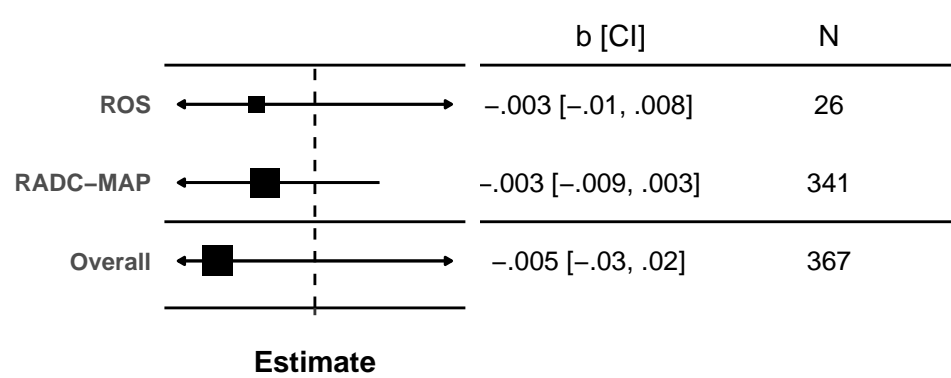 b [CI] N
ROS −.003 [−.01, .008] 26
RADC−MAP −.003 [−.009, .003] 341
Overall −.005 [−.03, .02] 367
Estimate